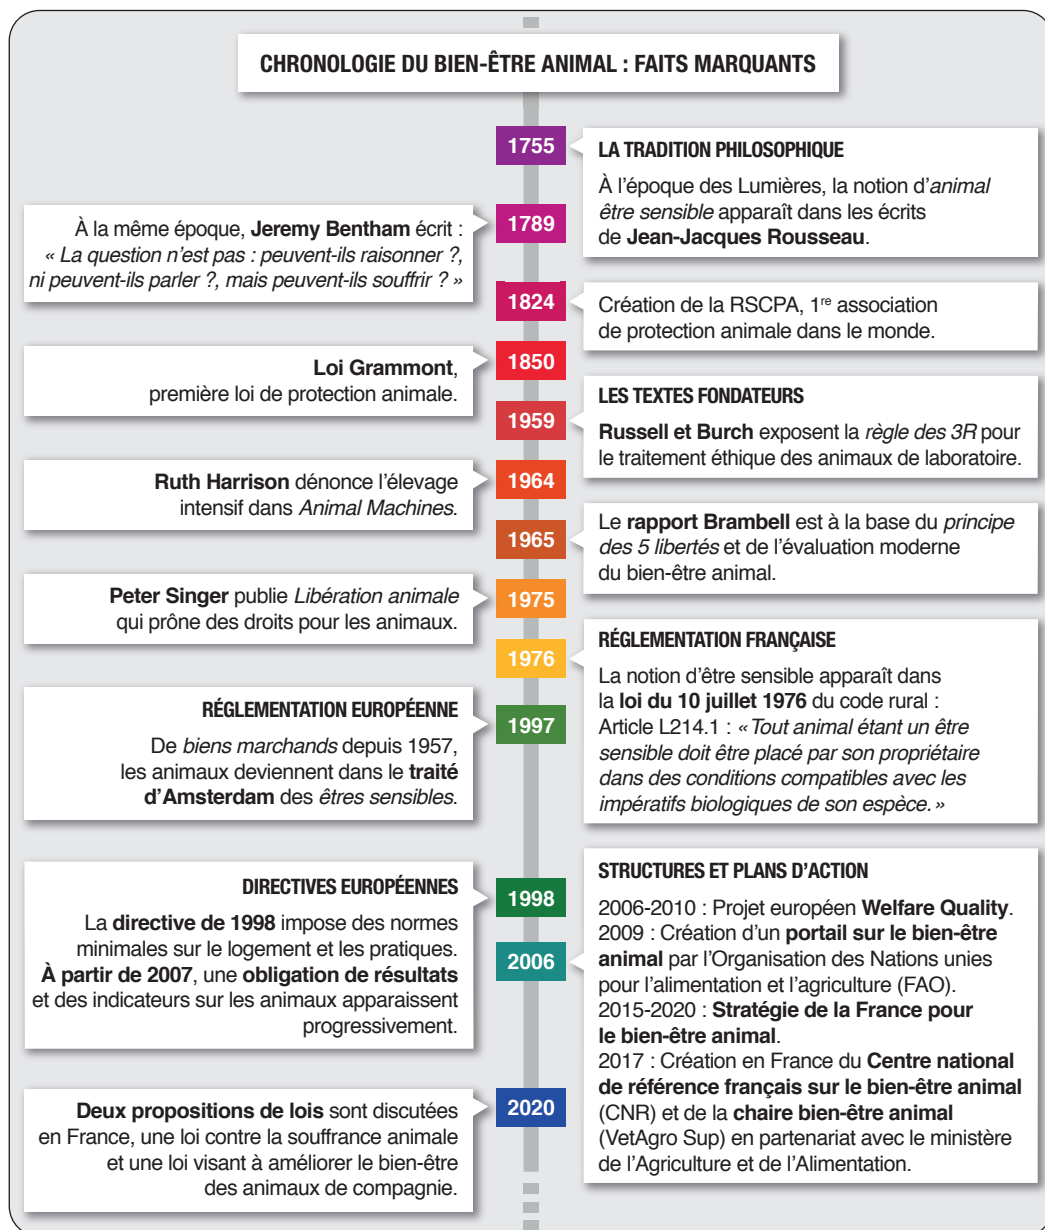 CHRONOLOGIE DU BIEN-ÊTRE ANIMAL : FAITS MARQUANTS
1755
LA TRADITION PHILOSOPHIQUE
À l’époque des Lumières, la notion d’animal
être sensible apparaît dans les écrits
de Jean-Jacques Rousseau.
1789
À la même époque, Jeremy Bentham écrit :
« La question n’est pas : peuvent-ils raisonner ?,
ni peuvent-ils parler ?, mais peuvent-ils souffrir ? »
1824
Création de la RSCPA, 1re association
de protection animale dans le monde.
1850
Loi Grammont,
première loi de protection animale.
1959
LES TEXTES FONDATEURS
Russell et Burch exposent la règle des 3R pour
le traitement éthique des animaux de laboratoire.
1964
Ruth Harrison dénonce l’élevage
intensif dans Animal Machines.
1965
Le rapport Brambell est à la base du principe
des 5 libertés et de l’évaluation moderne
du bien-être animal.
1975
Peter Singer publie Libération animale
qui prône des droits pour les animaux.
1976
RÉGLEMENTATION FRANÇAISE
La notion d’être sensible apparaît dans
la loi du 10 juillet 1976 du code rural :
Article L214.1 : « Tout animal étant un être
sensible doit être placé par son propriétaire
dans des conditions compatibles avec les
impératifs biologiques de son espèce. »
1997
RÉGLEMENTATION EUROPÉENNE
De biens marchands depuis 1957,
les animaux deviennent dans le traité
d’Amsterdam des êtres sensibles.
1998
DIRECTIVES EUROPÉENNES
La directive de 1998 impose des normes
minimales sur le logement et les pratiques.
À partir de 2007, une obligation de résultats
et des indicateurs sur les animaux apparaissent
progressivement.
2006
STRUCTURES ET PLANS D’ACTION
2006-2010 : Projet européen Welfare Quality.
2009 : Création d’un portail sur le bien-être
animal par l’Organisation des Nations unies
pour l’alimentation et l’agriculture (FAO).
2015-2020 : Stratégie de la France pour
le bien-être animal.
2017 : Création en France du Centre national
de référence français sur le bien-être animal
(CNR) et de la chaire bien-être animal
(VetAgro Sup) en partenariat avec le ministère
de l’Agriculture et de l’Alimentation.
2020
Deux propositions de lois sont discutées
en France, une loi contre la souffrance animale
et une loi visant à améliorer le bien-être
des animaux de compagnie.